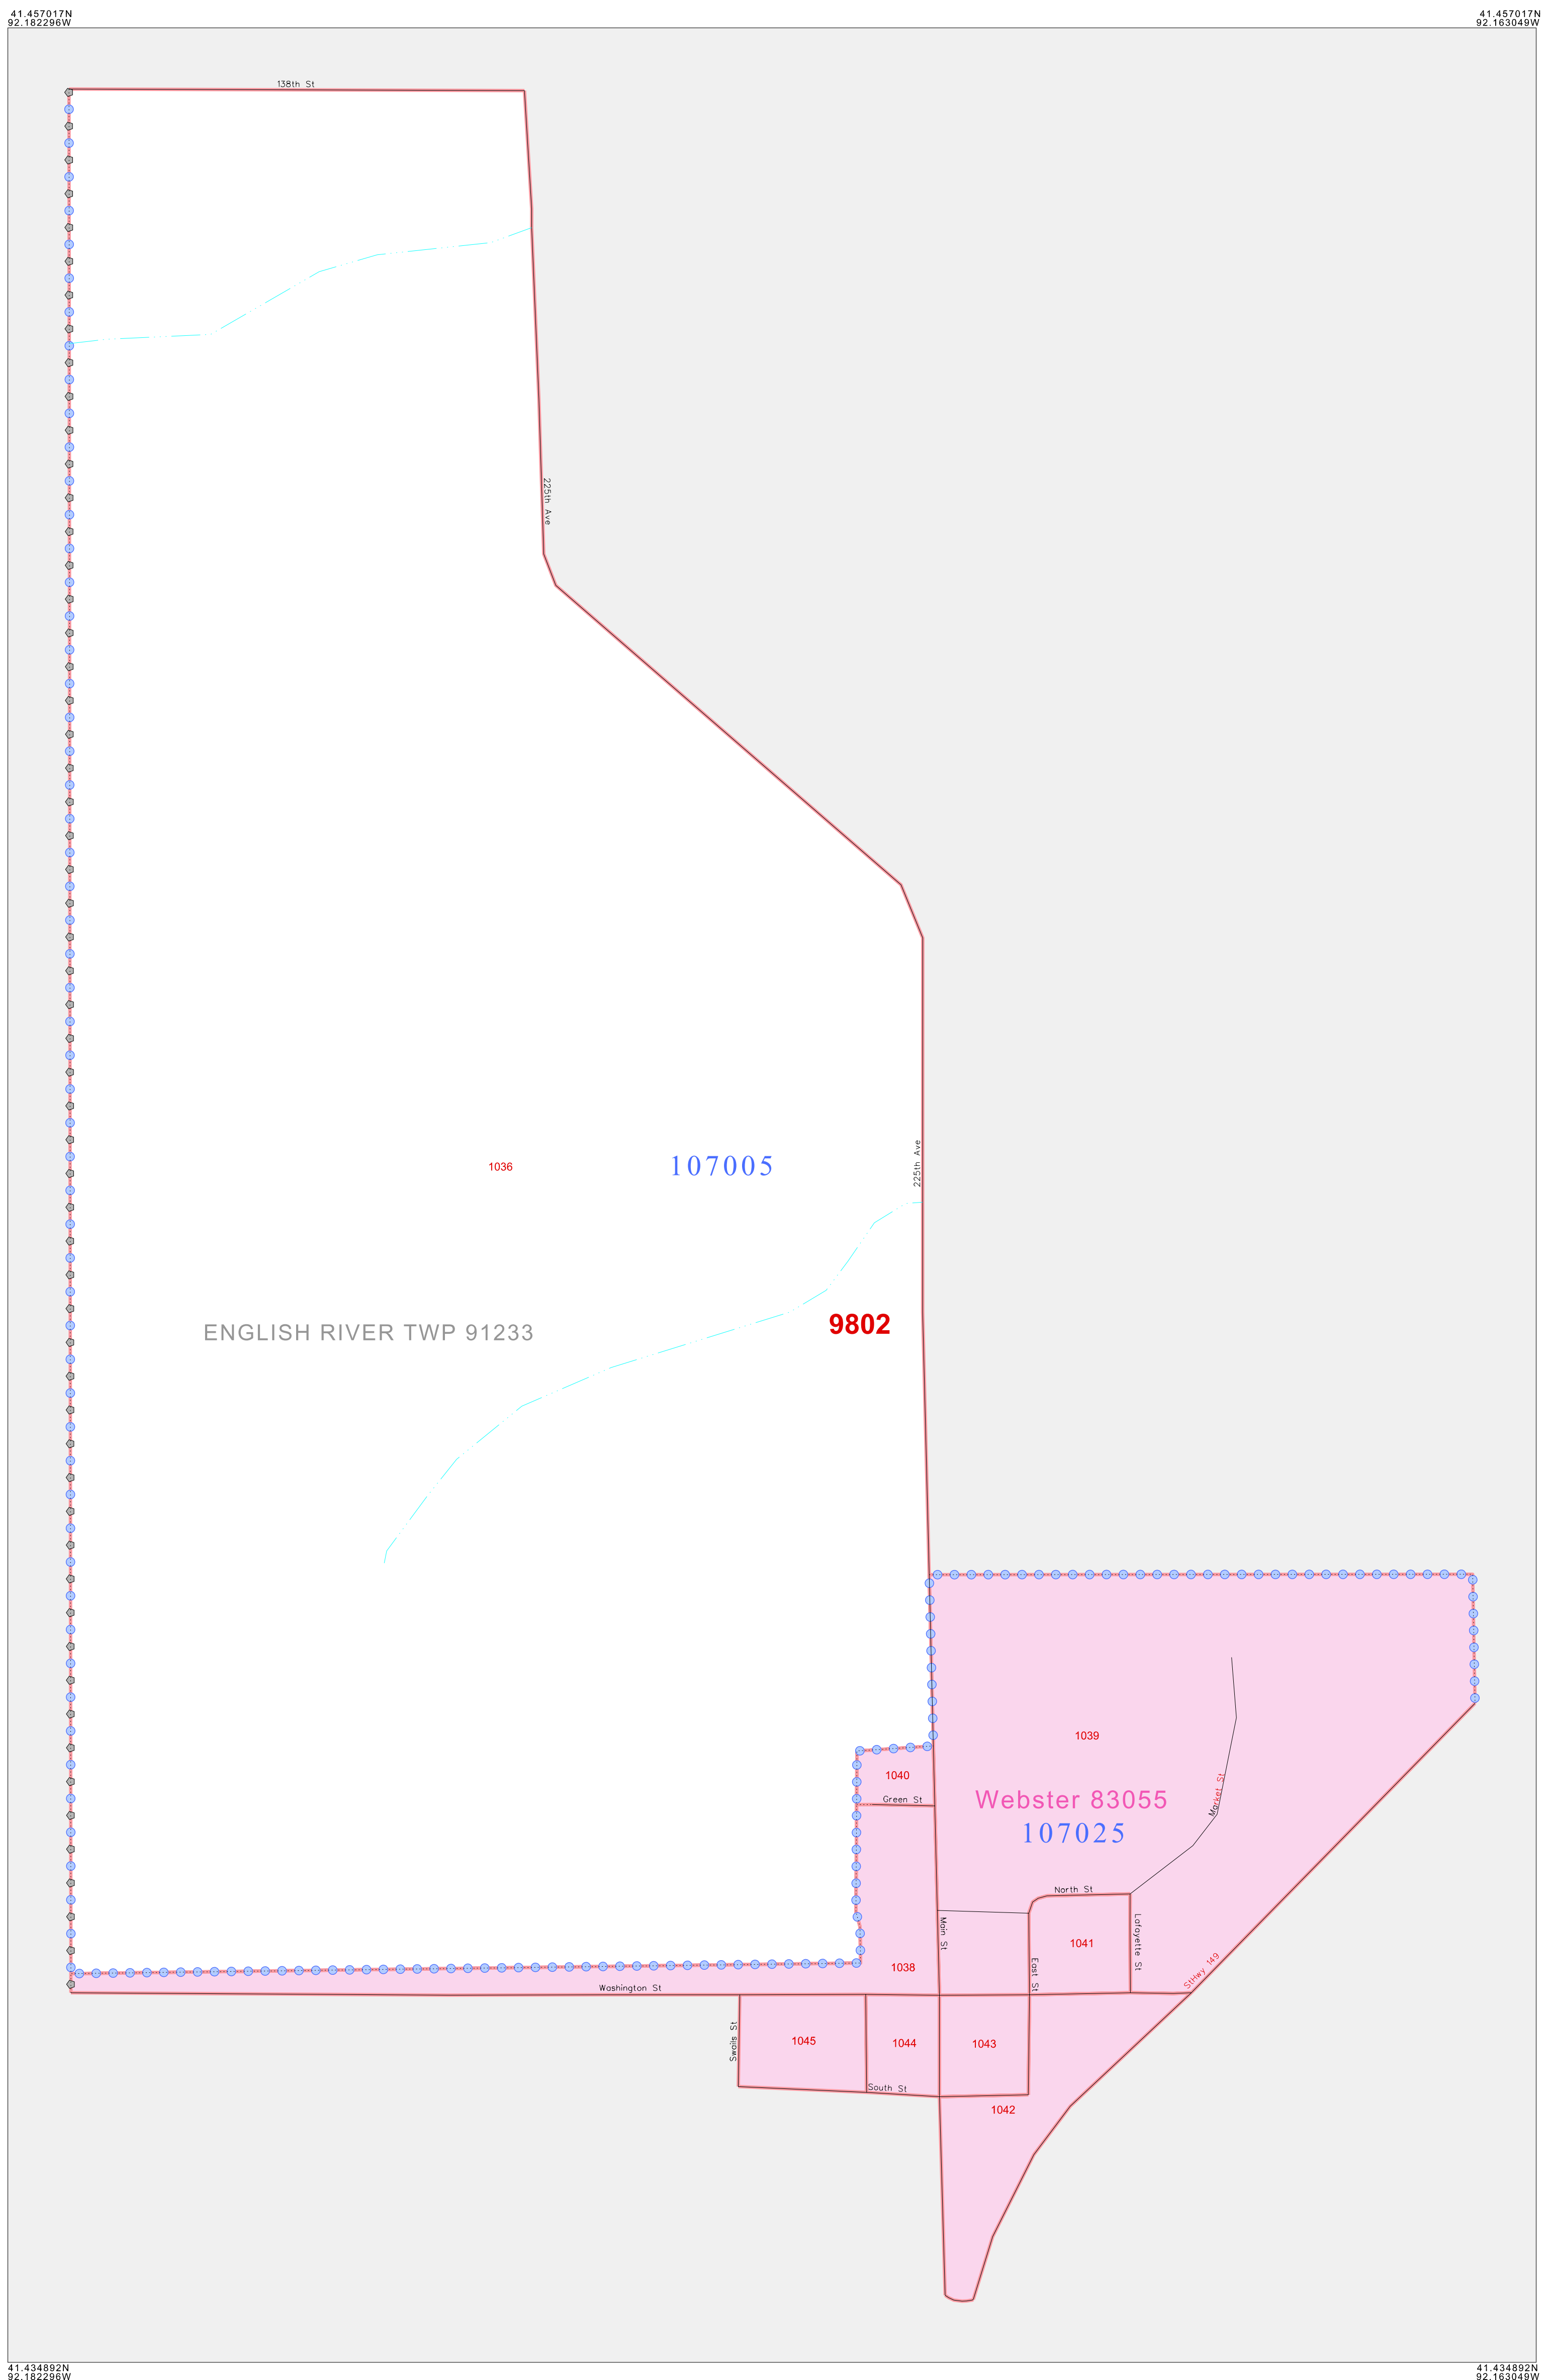 41.457017N
92.182296W
41.457017N
92.163049W
138th St
225th Ave
225th Ave
1036
107005
9802
ENGLISH RIVER TWP 91233
1039
1040
Market St
Green St
Webster 83055
107025
North St
Main St
Lafayette St
1041
East St
1038
StHwy 149
Washington St
Swails St
1045
1044
1043
South St
1042
41.434892N
92.182296W
41.434892N
92.163049W